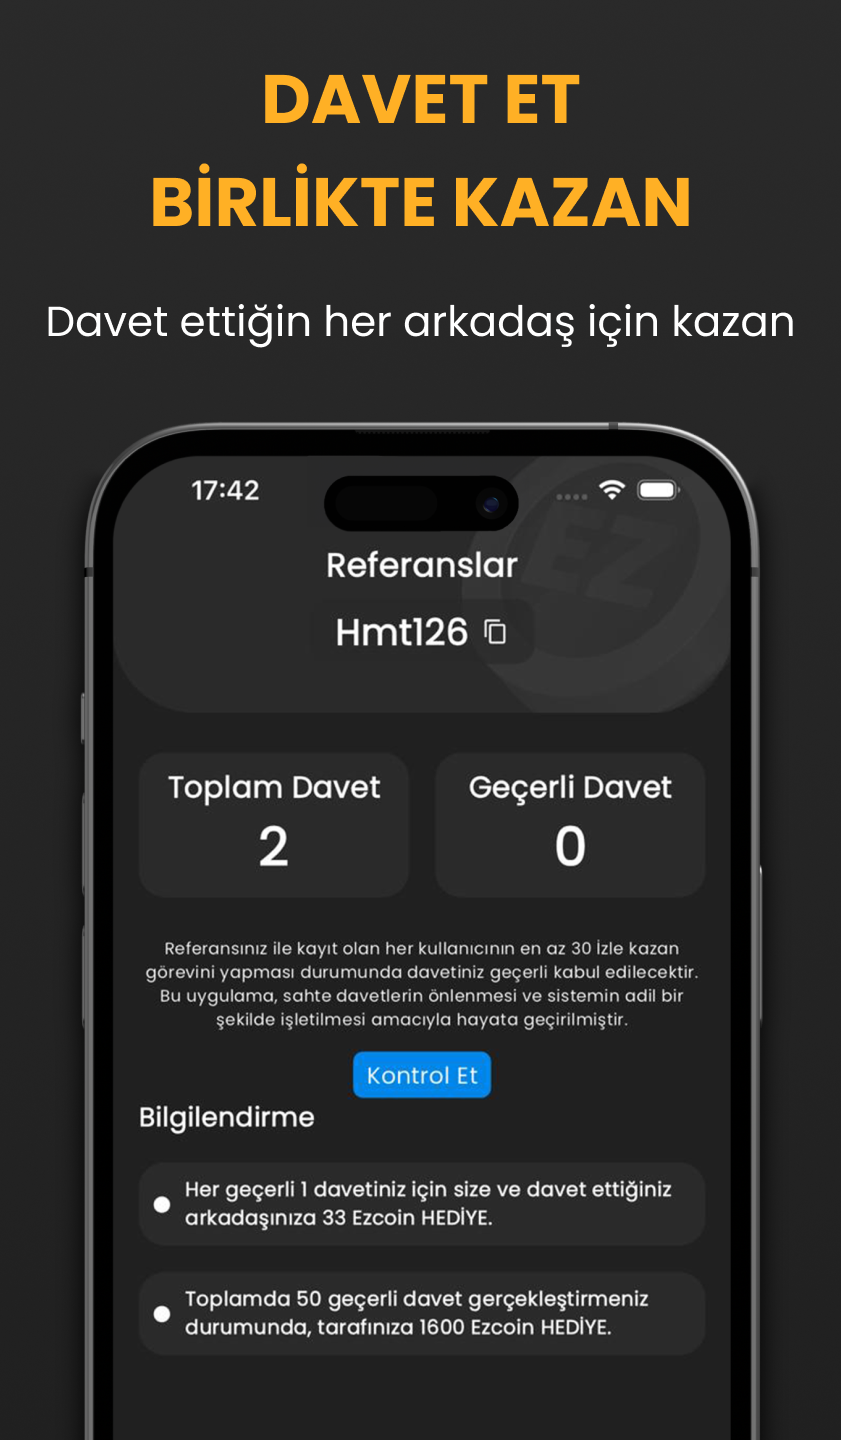 DAVET ET
BİRLİKTE KAZAN
Davet ettiğin her arkadaş için kazan
17:42
EZ
Referanslar
Hmt126
Toplam Davet
2
Geçerli Davet
0
Referansınız ile kayıt olan her kullanıcının en az 30 İzle kazan
görevini yapması durumunda davetiniz geçerli kabul edilecektir.
Bu uygulama, sahte davetlerin önlenmesi ve sistemin adil bir
şekilde işletilmesi amacıyla hayata geçirilmiştir.
Kontrol Et
Bilgilendirme
Her geçerli 1 davetiniz için size ve davet ettiğiniz
arkadaşınıza 33 Ezcoin HEDİYE.
Toplamda 50 geçerli davet gerçekleştirmeniz
durumunda, tarafınıza 1600 Ezcoin HEDİYE.